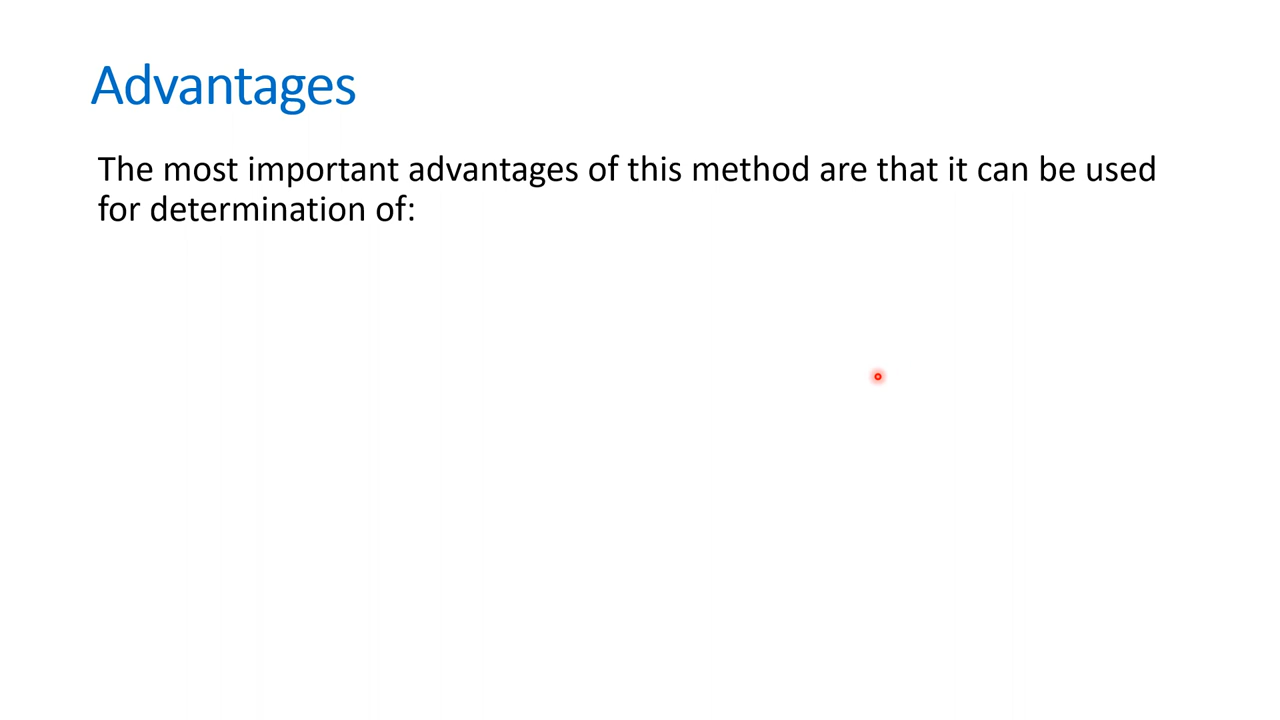 Advantages
The most important advantages of this method are that it can be used
for determination of: